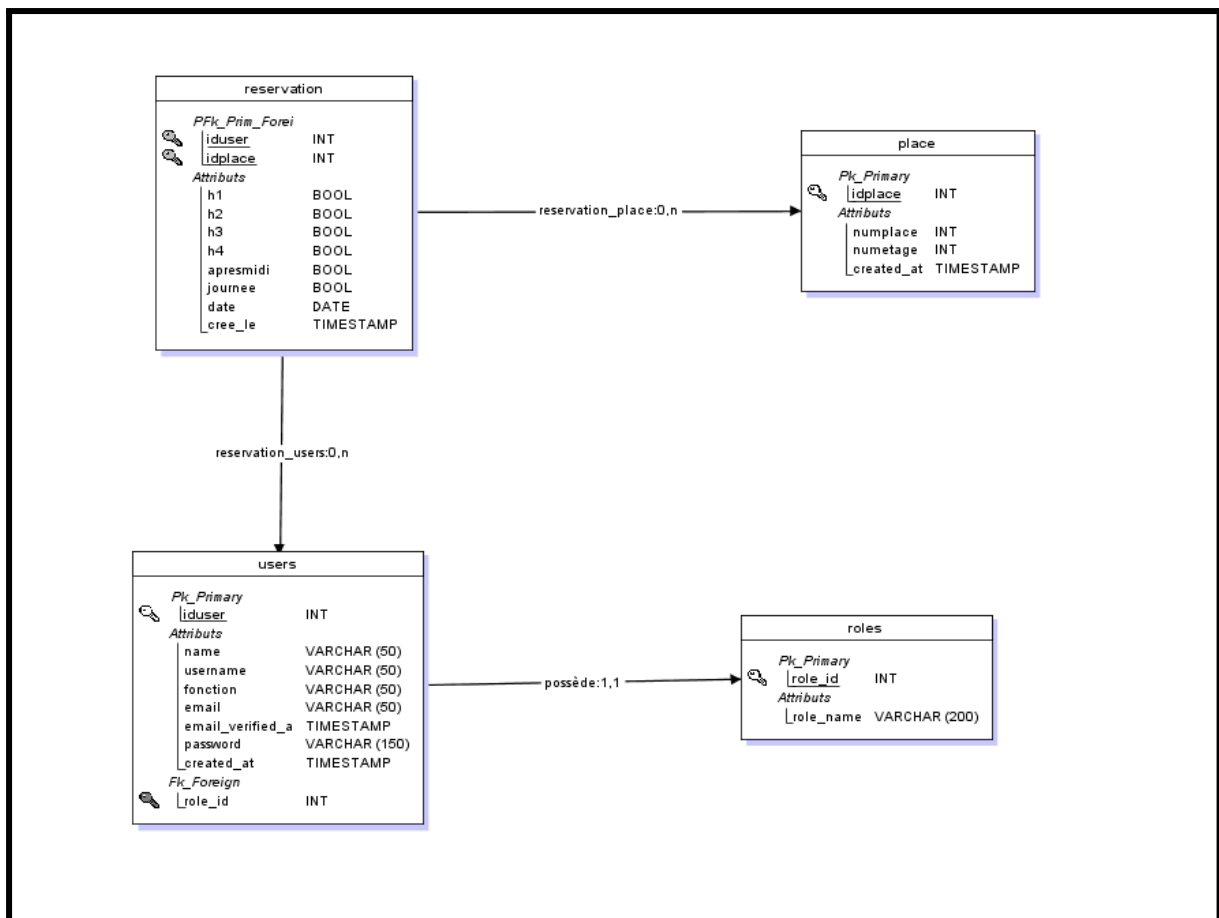 reservation
PFk_Prim_Forei
iduser INT
idplace INT
Attributs
h1 BOOL
h2 BOOL
h3 BOOL
h4 BOOL
apresmidi BOOL
journee BOOL
date DATE
cree_le TIMESTAMP
reservation_place:0,n
place
Pk_Primary
idplace INT
Attributs
numplace INT
numetage INT
created_at TIMESTAMP
reservation_users:0,n
users
Pk_Primary
iduser INT
Attributs
name VARCHAR (50)
username VARCHAR (50)
fonction VARCHAR (50)
email VARCHAR (50)
email_verified_a TIMESTAMP
password VARCHAR (150)
created_at TIMESTAMP
Fk_Foreign
role_id INT
possède:1,1
roles
Pk_Primary
role_id INT
Attributs
role_name VARCHAR (200)